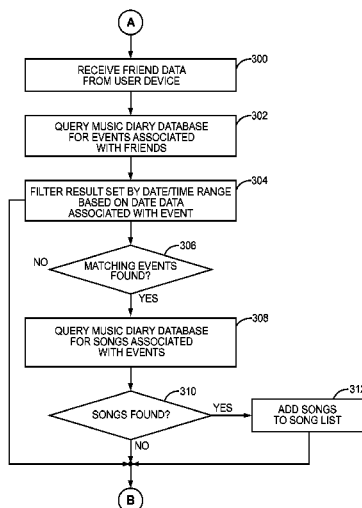 A
RECEIVE FRIEND DATA
FROM USER DEVICE
300
QUERY MUSIC DIARY DATABASE
FOR EVENTS ASSOCIATED
WITH FRIENDS
302
FILTER RESULT SET BY DATE/TIME RANGE
BASED ON DATE DATA
ASSOCIATED WITH EVENT
304
MATCHING EVENTS
FOUND?
306
NO
YES
QUERY MUSIC DIARY DATABASE
FOR SONGS ASSOCIATED
WITH EVENTS
308
SONGS FOUND?
310
YES
NO
ADD SONGS
TO SONG LIST
312
B